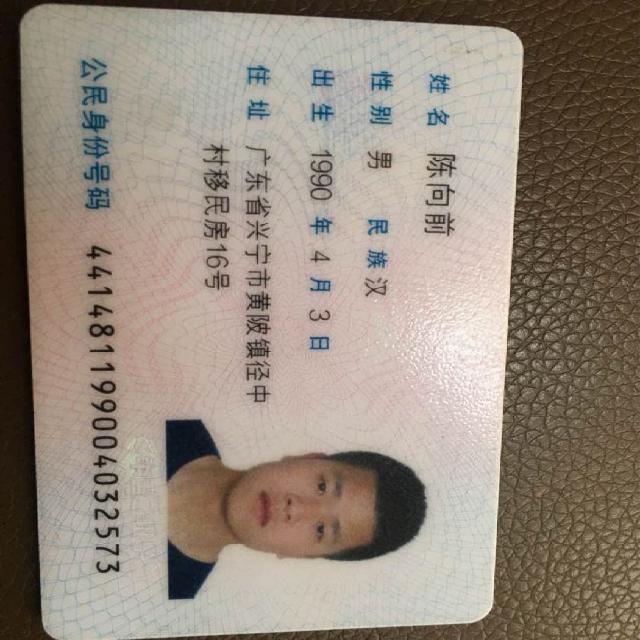 姓名 陈向前
性别 男 民族 汉
出生 1990 年 4 月 3 日
住址 广东省兴宁市黄陂镇径中
村移民房16号
公民身份号码 441481199004032573